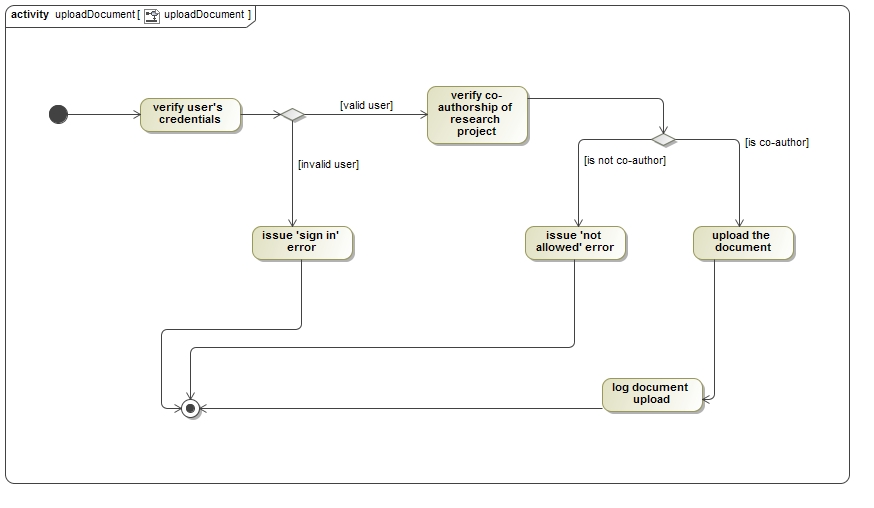 activity uploadDocument [ uploadDocument ]
verify user's
credentials
[valid user]
verify co-
authorship of
research
project
[invalid user]
[is not co-author]
[is co-author]
issue 'sign in'
error
issue 'not
allowed' error
upload the
document
log document
upload